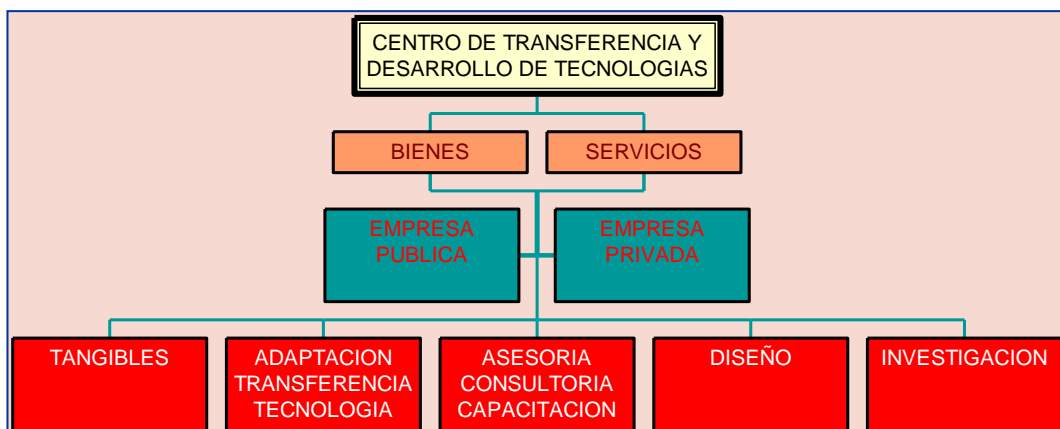 CENTRO DE TRANSFERENCIA Y
DESARROLLO DE TECNOLOGIAS
BIENES
SERVICIOS
EMPRESA
PUBLICA
EMPRESA
PRIVADA
TANGIBLES
ADAPTACION
TRANSFERENCIA
TECNOLOGIA
ASESORIA
CONSULTORIA
CAPACITACION
DISEÑO
INVESTIGACION